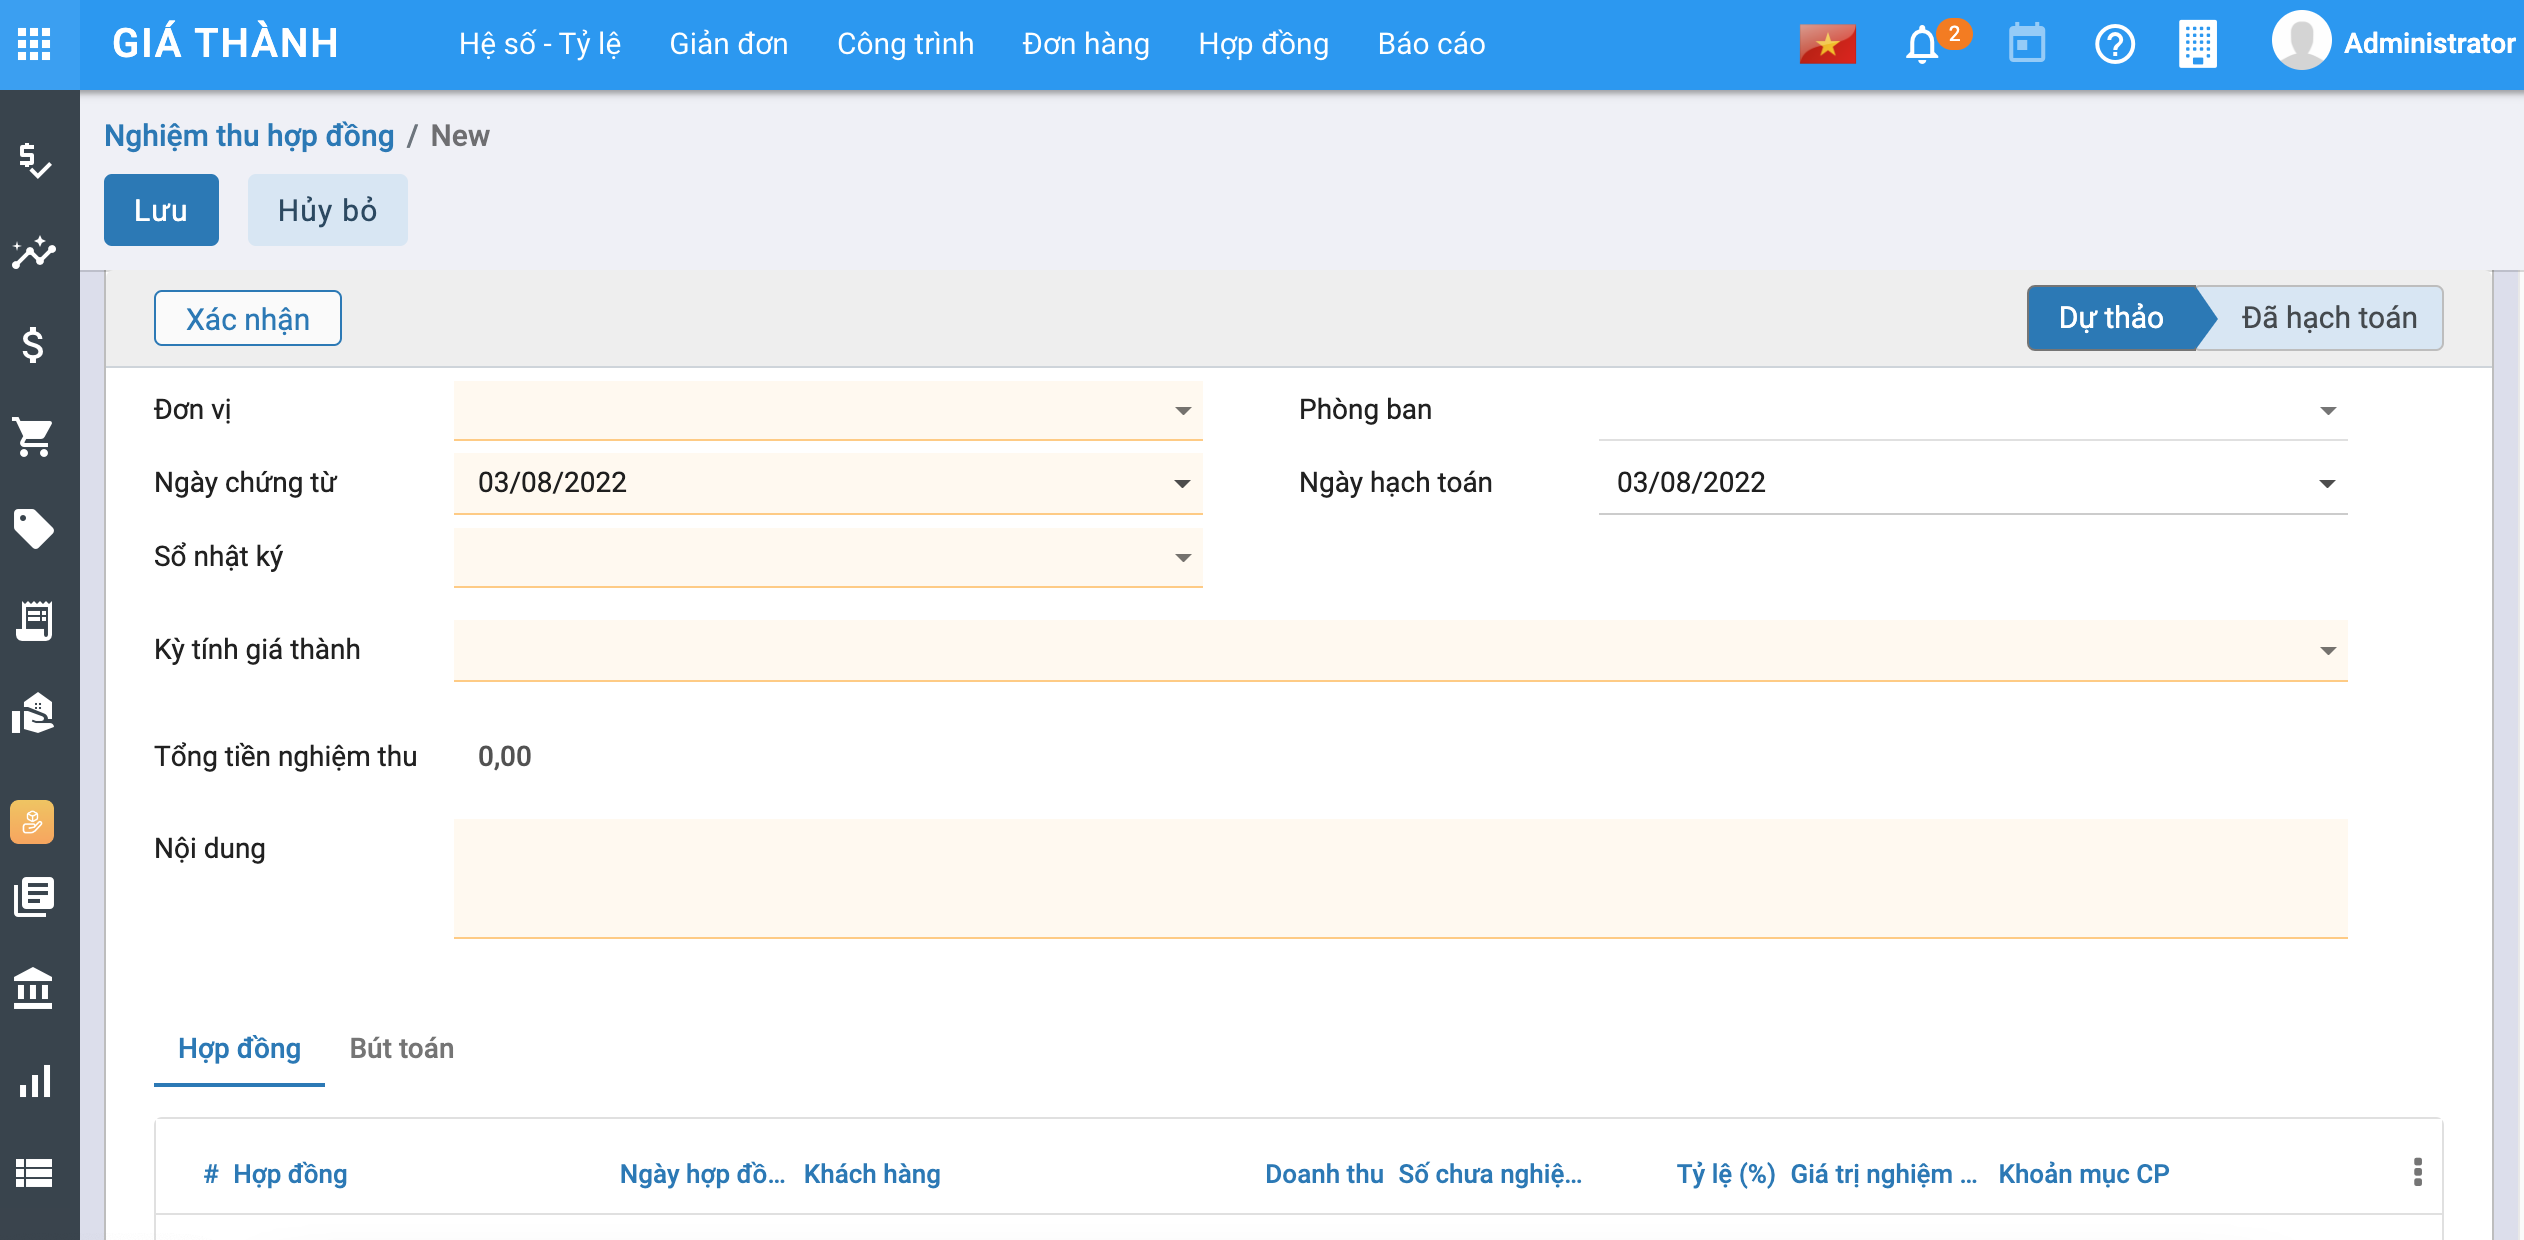 GIÁ THÀNH Hệ số - Tỷ lệ Giản đơn Công trình Đơn hàng Hợp đồng Báo cáo 2 Administrator
Nghiệm thu hợp đồng / New
Lưu Hủy bỏ
Xác nhận Dự thảo Đã hạch toán
Đơn vị Phòng ban
Ngày chứng từ 03/08/2022 Ngày hạch toán 03/08/2022
Sổ nhật ký
Kỳ tính giá thành
Tổng tiền nghiệm thu 0,00
Nội dung
Hợp đồng Bút toán
# Hợp đồng Ngày hợp đồ... Khách hàng Doanh thu Số chưa nghiệ... Tỷ lệ (%) Giá trị nghiệm ... Khoản mục CP